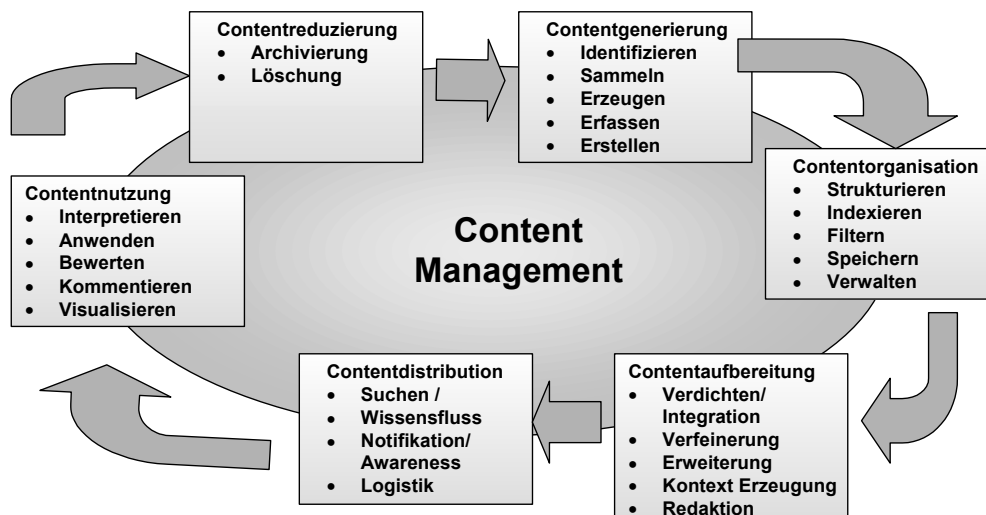 Contentreduzierung
• Archivierung
• Löschung
Contentgenerierung
• Identifizieren
• Sammeln
• Erzeugen
• Erfassen
• Erstellen
Contentorganisation
• Strukturieren
• Indexieren
• Filtern
• Speichern
• Verwalten
Contentnutzung
• Interpretieren
• Anwenden
• Bewerten
• Kommentieren
• Visualisieren
Content
Management
Contentdistribution
• Suchen /
• Wissensfluss
• Notifikation/
Awareness
• Logistik
Contentaufbereitung
• Verdichten/
Integration
• Verfeinerung
• Erweiterung
• Kontext Erzeugung
• Redaktion